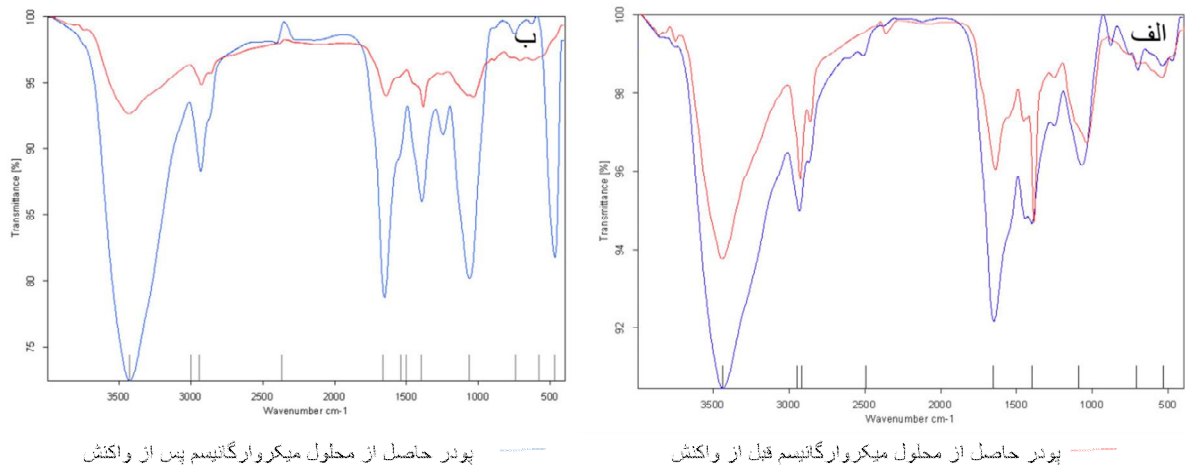 ب
الف
100
95
90
85
80
75
Transmittance [%]
3500 3000 2500 2000 1500 1000 500
Wavenumber cm-1
100
98
96
94
92
Transmittance [%]
3500 3000 2500 2000 1500 1000 500
Wavenumber cm-1
پودر حاصل از محلول میکروارگانیسم قبل از واکنش
پودر حاصل از محلول میکروارگانیسم پس از واکنش